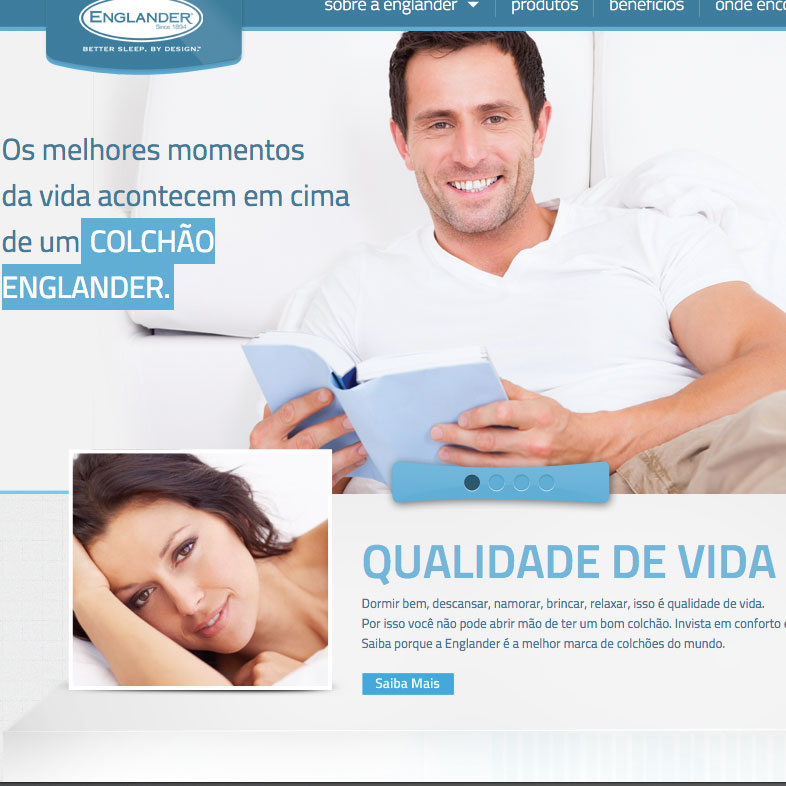 ENGLANDER®
Since 1894
BETTER SLEEP. BY DESIGN.™
sobre a englander
produtos
benefícios
onde enco
Os melhores momentos
da vida acontecem em cima
de um COLCHÃO
ENGLANDER.
QUALIDADE DE VIDA
Dormir bem, descansar, namorar, brincar, relaxar, isso é qualidade de vida.
Por isso você não pode abrir mão de ter um bom colchão. Invista em conforto e
Saiba porque a Englander é a melhor marca de colchões do mundo.
Saiba Mais